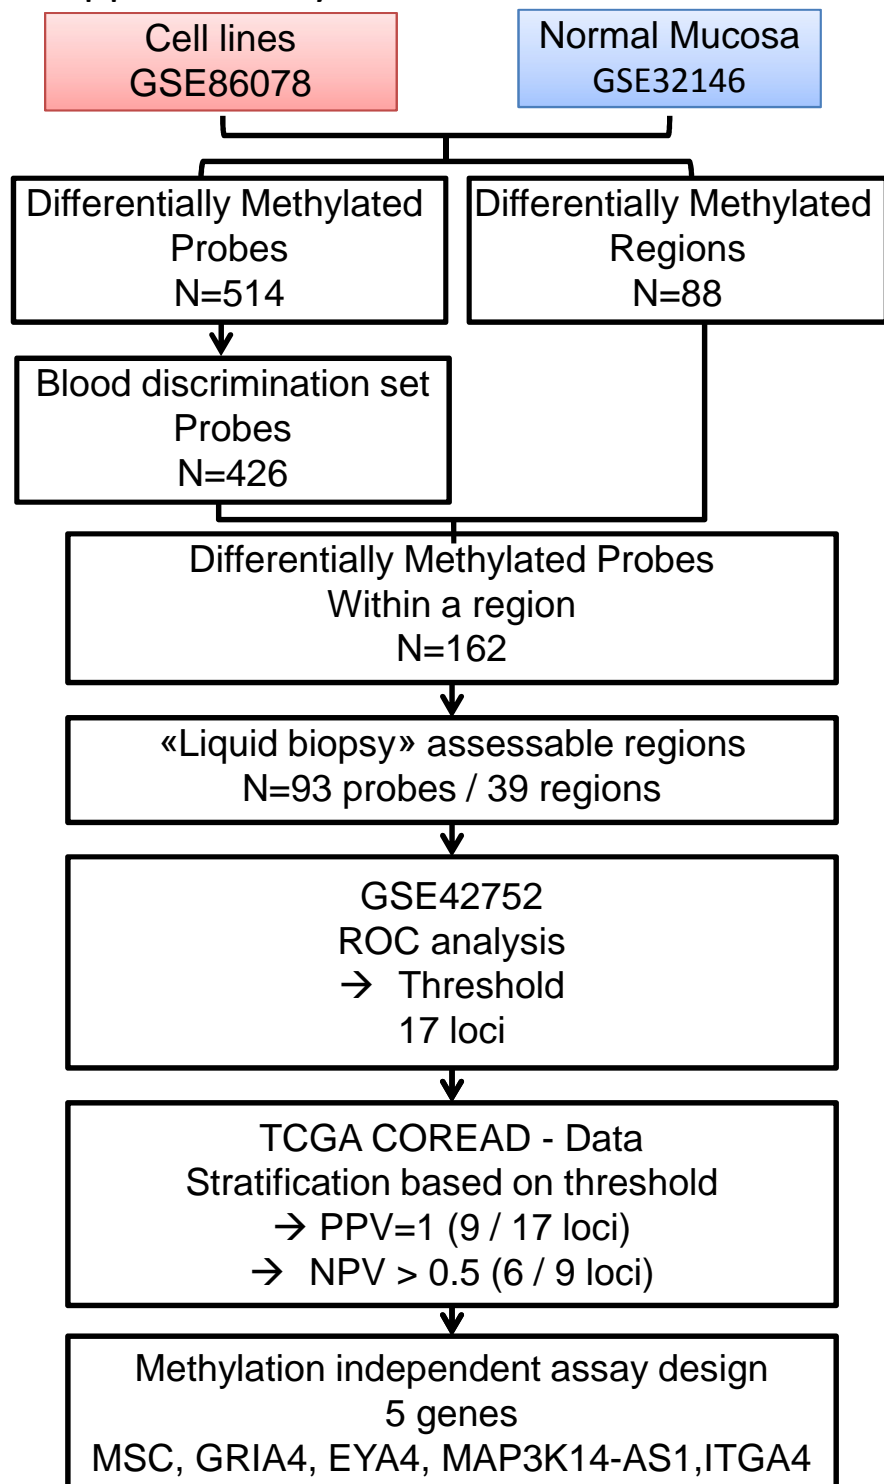 Cell lines
GSE86078
Normal Mucosa
GSE32146
Differentially Methylated
Probes
N=514
Differentially Methylated
Regions
N=88
Blood discrimination set
Probes
N=426
Differentially Methylated Probes
Within a region
N=162
«Liquid biopsy» assessable regions
N=93 probes / 39 regions
GSE42752
ROC analysis
→ Threshold
17 loci
TCGA COREAD - Data
Stratification based on threshold
→ PPV=1 (9 / 17 loci)
→ NPV > 0.5 (6 / 9 loci)
Methylation independent assay design
5 genes
MSC, GRIA4, EYA4, MAP3K14-AS1,ITGA4